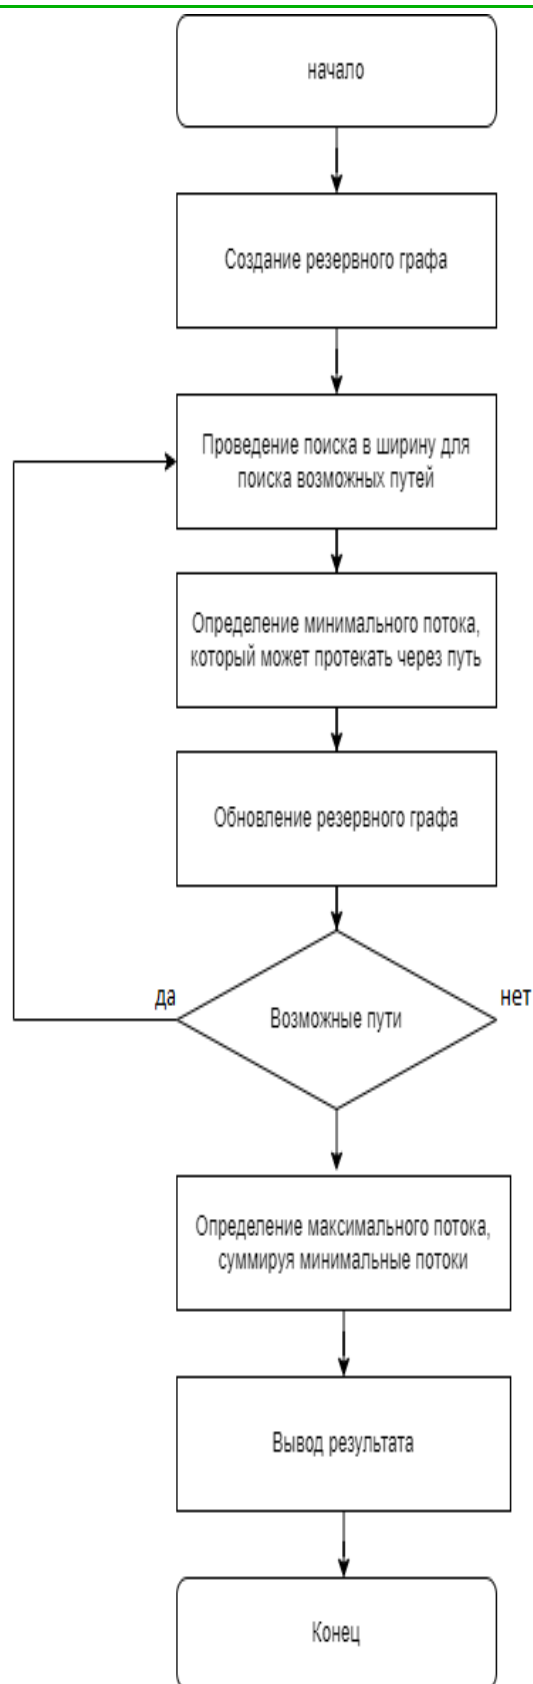 начало
Создание резервного графа
Проведение поиска в ширину для
поиска возможных путей
Определение минимального потока,
который может протекать через путь
Обновление резервного графа
да
Возможные пути
нет
Определение максимального потока,
суммируя минимальные потоки
Вывод результата
Конец